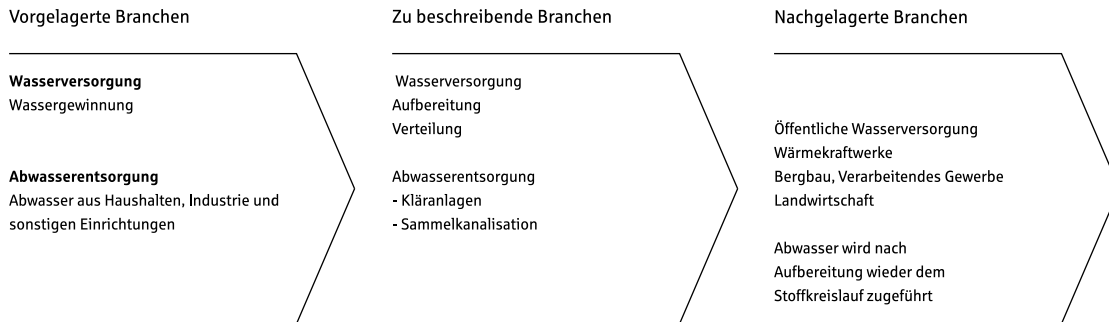 Vorgelagerte Branchen
Wasserversorgung
Wassergewinnung
Abwasserentsorgung
Abwasser aus Haushalten, Industrie und
sonstigen Einrichtungen
Zu beschreibende Branchen
Wasserversorgung
Aufbereitung
Verteilung
Abwasserentsorgung
- Kläranlagen
- Sammelkanalisation
Nachgelagerte Branchen
Öffentliche Wasserversorgung
Wärmekraftwerke
Bergbau, Verarbeitendes Gewerbe
Landwirtschaft
Abwasser wird nach
Aufbereitung wieder dem
Stoffkreislauf zugeführt